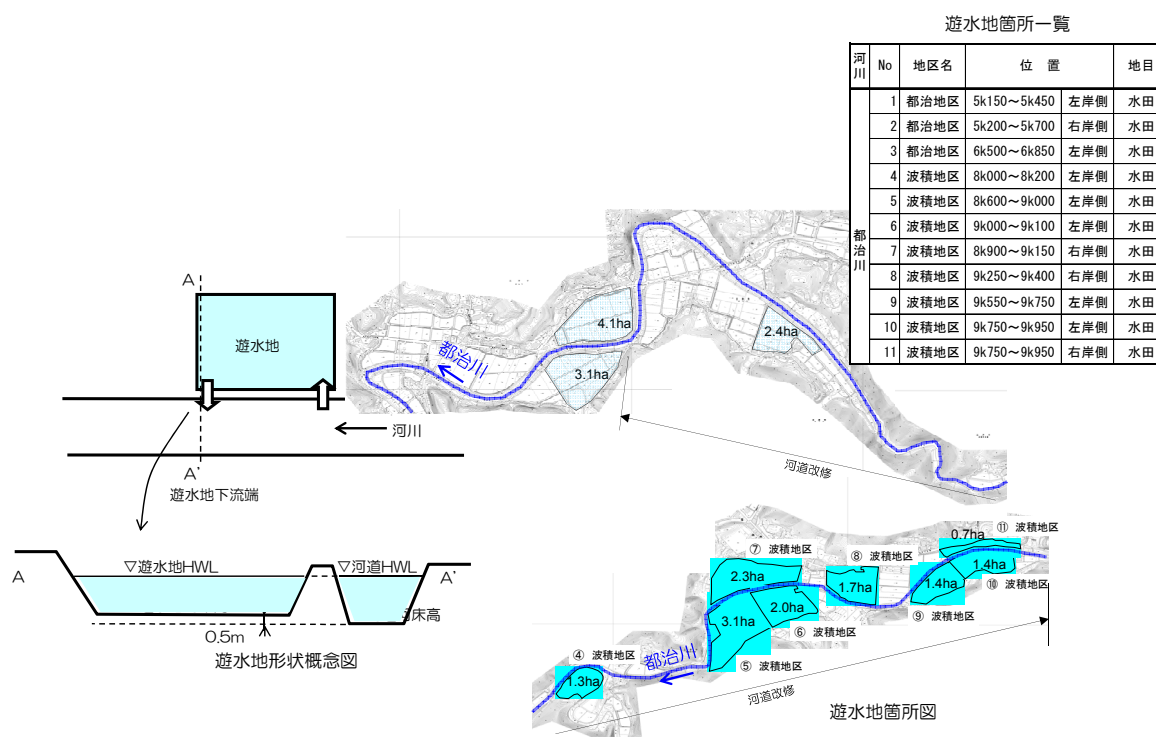 遊水地箇所一覧
河川 No 地区名 位 置 地目
都治川
1 都治地区 5k150～5k450 左岸側 水田
2 都治地区 5k200～5k700 右岸側 水田
3 都治地区 6k500～6k850 左岸側 水田
4 波積地区 8k000～8k200 左岸側 水田
5 波積地区 8k600～9k000 左岸側 水田
6 波積地区 9k000～9k100 左岸側 水田
7 波積地区 8k900～9k150 右岸側 水田
8 波積地区 9k250～9k400 右岸側 水田
9 波積地区 9k550～9k750 左岸側 水田
10 波積地区 9k750～9k950 左岸側 水田
11 波積地区 9k750～9k950 右岸側 水田
A
遊水地
河川
A'
遊水地下流端
4.1ha
2.4ha
3.1ha
都治川
河道改修
A
▽遊水地HWL
▽河道HWL
A'
床高
0.5m
遊水地形状概念図
⑪ 波積地区
0.7ha
⑦ 波積地区
⑧ 波積地区
2.3ha
1.7ha
1.4ha
1.4ha
⑩ 波積地区
3.1ha
2.0ha
⑨ 波積地区
⑥ 波積地区
④ 波積地区
都治川
⑤ 波積地区
1.3ha
河道改修
遊水地箇所図